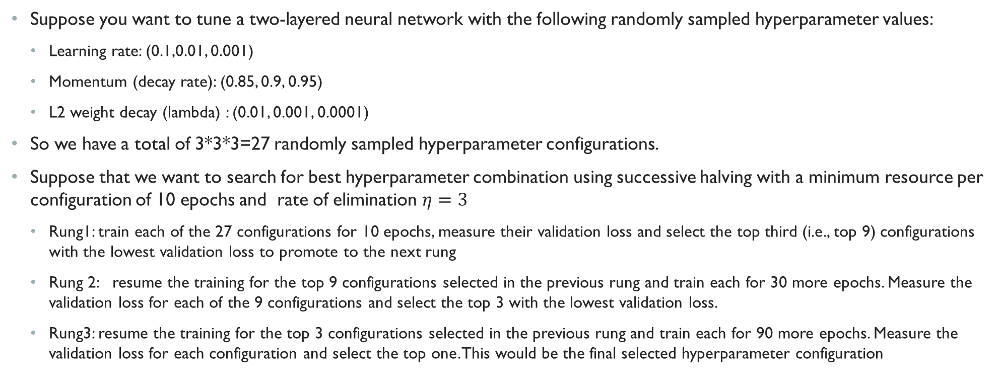 • Suppose you want to tune a two-layered neural network with the following randomly sampled hyperparameter values:
• Learning rate: (0.1,0.01, 0.001)
• Momentum (decay rate): (0.85, 0.9, 0.95)
• L2 weight decay (lambda) : (0.01, 0.001, 0.0001)
• So we have a total of 3*3*3=27 randomly sampled hyperparameter configurations.
• Suppose that we want to search for best hyperparameter combination using successive halving with a minimum resource per
configuration of 10 epochs and rate of elimination η = 3
• Rung1: train each of the 27 configurations for 10 epochs, measure their validation loss and select the top third (i.e., top 9) configurations
with the lowest validation loss to promote to the next rung
• Rung 2: resume the training for the top 9 configurations selected in the previous rung and train each for 30 more epochs. Measure the
validation loss for each of the 9 configurations and select the top 3 with the lowest validation loss.
• Rung3: resume the training for the top 3 configurations selected in the previous rung and train each for 90 more epochs. Measure the
validation loss for each configuration and select the top one. This would be the final selected hyperparameter configuration